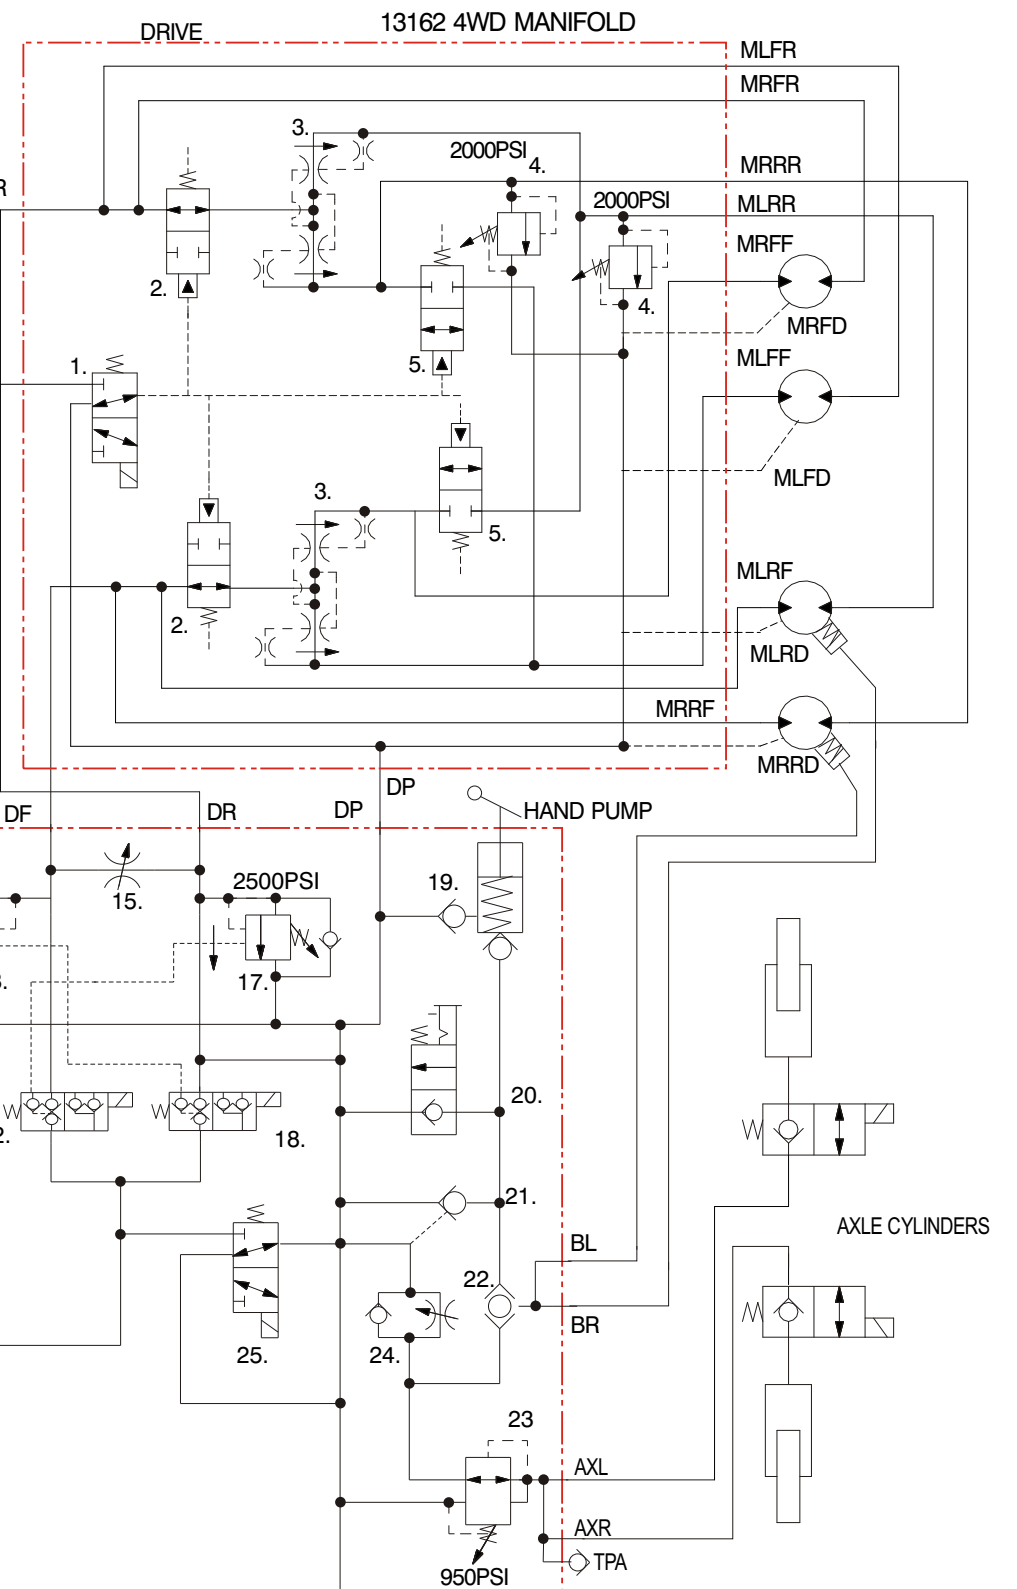 13162 4WD MANIFOLD
DRIVE
MLFR
MRFR
3.
2000PSI
4.
MRRR
R
2000PSI
MLRR
MRFF
2.
4.
MRFD
1.
5.
MLFF
MLFD
3.
5.
MLRF
2.
MLRD
MRRF
MRRD
DP
DF
DR
DP
HAND PUMP
15.
2500PSI
19.
17.
20.
2.
18.
21.
AXLE CYLINDERS
BL
22.
BR
25.
24.
23
AXL
AXR
TPA
950PSI